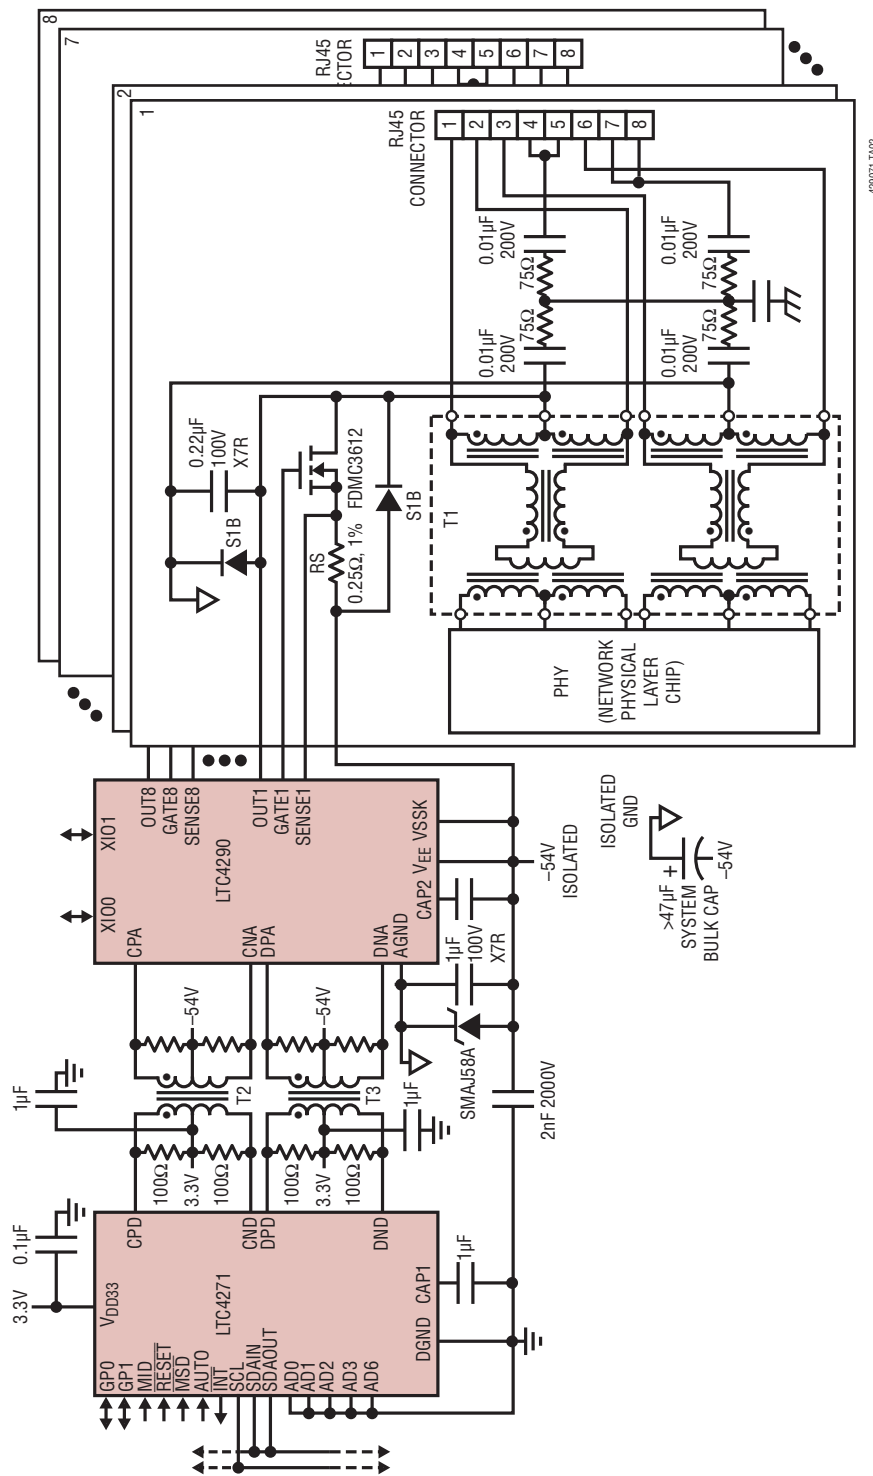 3.3V
0.1µF
1µF
8
7
2
1
VDD33
GP0
GP1
MID
RESET
MSD
AUTO
INT
SCL
SDAIN
SDAOUT
AD0
AD1
AD2
AD3
AD6
LTC4271
CPD
CND
DPD
DND
DGND
CAP1
1µF
100Ω
3.3V
100Ω
100Ω
3.3V
100Ω
T2
T3
1µF
–54V
–54V
XIO0
XIO1
CPA
CNA
DPA
DNA
AGND
LTC4290
OUT8
GATE8
SENSE8
OUT1
GATE1
SENSE1
CAP2
VEE
VSSK
SMAJ58A
1µF
100V
X7R
2nF 2000V
–54V
ISOLATED
ISOLATED
GND
>47µF
+
SYSTEM
BULK CAP
–54V
S1B
0.22µF
100V
X7R
RS
0.25Ω, 1%
FDMC3612
S1B
T1
PHY
(NETWORK
PHYSICAL
LAYER
CHIP)
0.01µF
200V
75Ω
75Ω
0.01µF
200V
0.01µF
200V
75Ω
75Ω
0.01µF
200V
RJ45
CTOR
1
2
3
4
5
6
7
8
RJ45
CONNECTOR
1
2
3
4
5
6
7
8